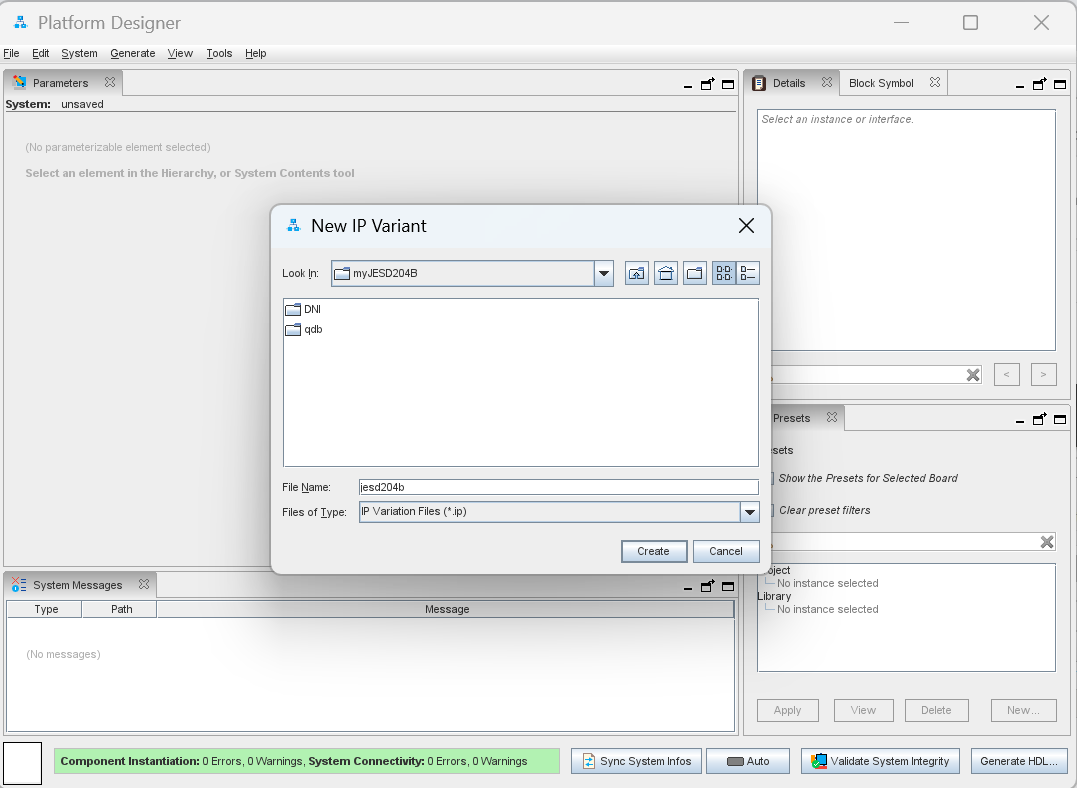 Platform Designer
File Edit System Generate View Tools Help
Parameters
System: unsaved
(No parameterizable element selected)
Select an element in the Hierarchy, or System Contents tool
Details Block Symbol
Select an instance or interface.
New IP Variant
Look In: myJESD204B
DNI
qdb
File Name: jesd204b
Files of Type: IP Variation Files (*.ip)
Create Cancel
< >
Presets
sets
Show the Presets for Selected Board
Clear preset filters
oject
No instance selected
Library
No instance selected
Apply View Delete New...
System Messages
Type Path Message
(No messages)
Component Instantiation: 0 Errors, 0 Warnings, System Connectivity: 0 Errors, 0 Warnings
Sync System Infos Auto Validate System Integrity Generate HDL...